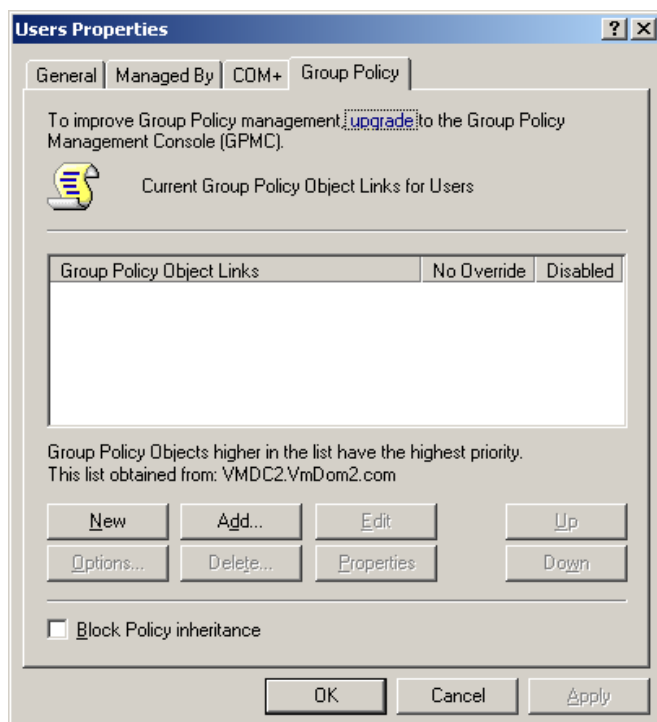 Users Properties
General Managed By COM+ Group Policy
To improve Group Policy management, upgrade to the Group Policy
Management Console (GPMC).
Current Group Policy Object Links for Users
Group Policy Object Links No Override Disabled
Group Policy Objects higher in the list have the highest priority.
This list obtained from: VMDC2.VmDom2.com
New Add... Edit Up
Options... Delete... Properties Down
Block Policy inheritance
OK Cancel Apply